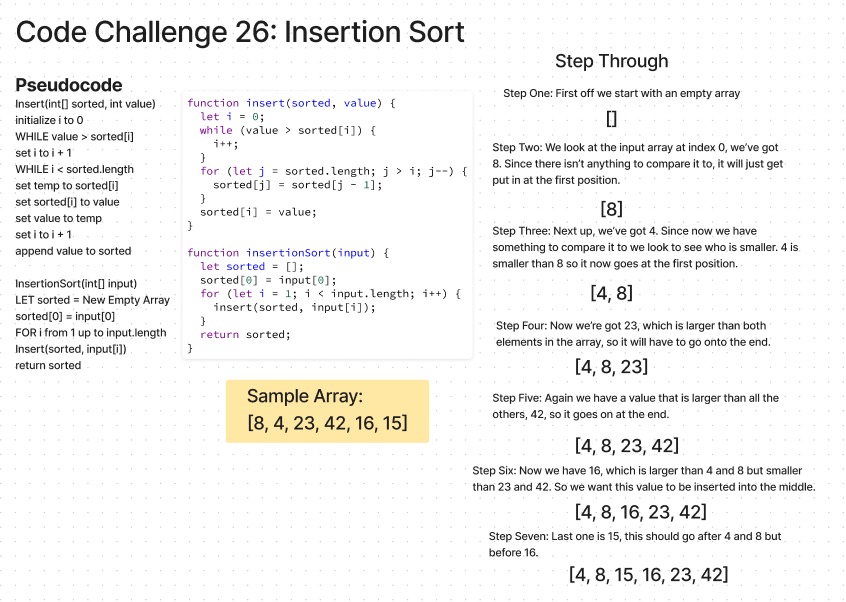 Code Challenge 26: Insertion Sort
Pseudocode
Insert(int[] sorted, int value)
initialize i to 0
WHILE value > sorted[i]
set i to i + 1
WHILE i < sorted.length
set temp to sorted[i]
set sorted[i] to value
set value to temp
set i to i + 1
append value to sorted
InsertionSort(int[] input)
LET sorted = New Empty Array
sorted[0] = input[0]
FOR i from 1 up to input.length
Insert(sorted, input[i])
return sorted
function insert(sorted, value) {
  let i = 0;
  while (value > sorted[i]) {
    i++;
  }
  for (let j = sorted.length; j > i; j--) {
    sorted[j] = sorted[j - 1];
  }
  sorted[i] = value;
}
function insertionSort(input) {
  let sorted = [];
  sorted[0] = input[0];
  for (let i = 1; i < input.length; i++) {
    insert(sorted, input[i]);
  }
  return sorted;
}
Sample Array:
[8, 4, 23, 42, 16, 15]
Step Through
Step One: First off we start with an empty array
[]
Step Two: We look at the input array at index 0, we've got
8. Since there isn't anything to compare it to, it will just get
put in at the first position.
[8]
Step Three: Next up, we've got 4. Since now we have
something to compare it to we look to see who is smaller. 4 is
smaller than 8 so it now goes at the first position.
[4, 8]
Step Four: Now we're got 23, which is larger than both
elements in the array, so it will have to go onto the end.
[4, 8, 23]
Step Five: Again we have a value that is larger than all the
others, 42, so it goes on at the end.
[4, 8, 23, 42]
Step Six: Now we have 16, which is larger than 4 and 8 but smaller
than 23 and 42. So we want this value to be inserted into the middle.
[4, 8, 16, 23, 42]
Step Seven: Last one is 15, this should go after 4 and 8 but
before 16.
[4, 8, 15, 16, 23, 42]